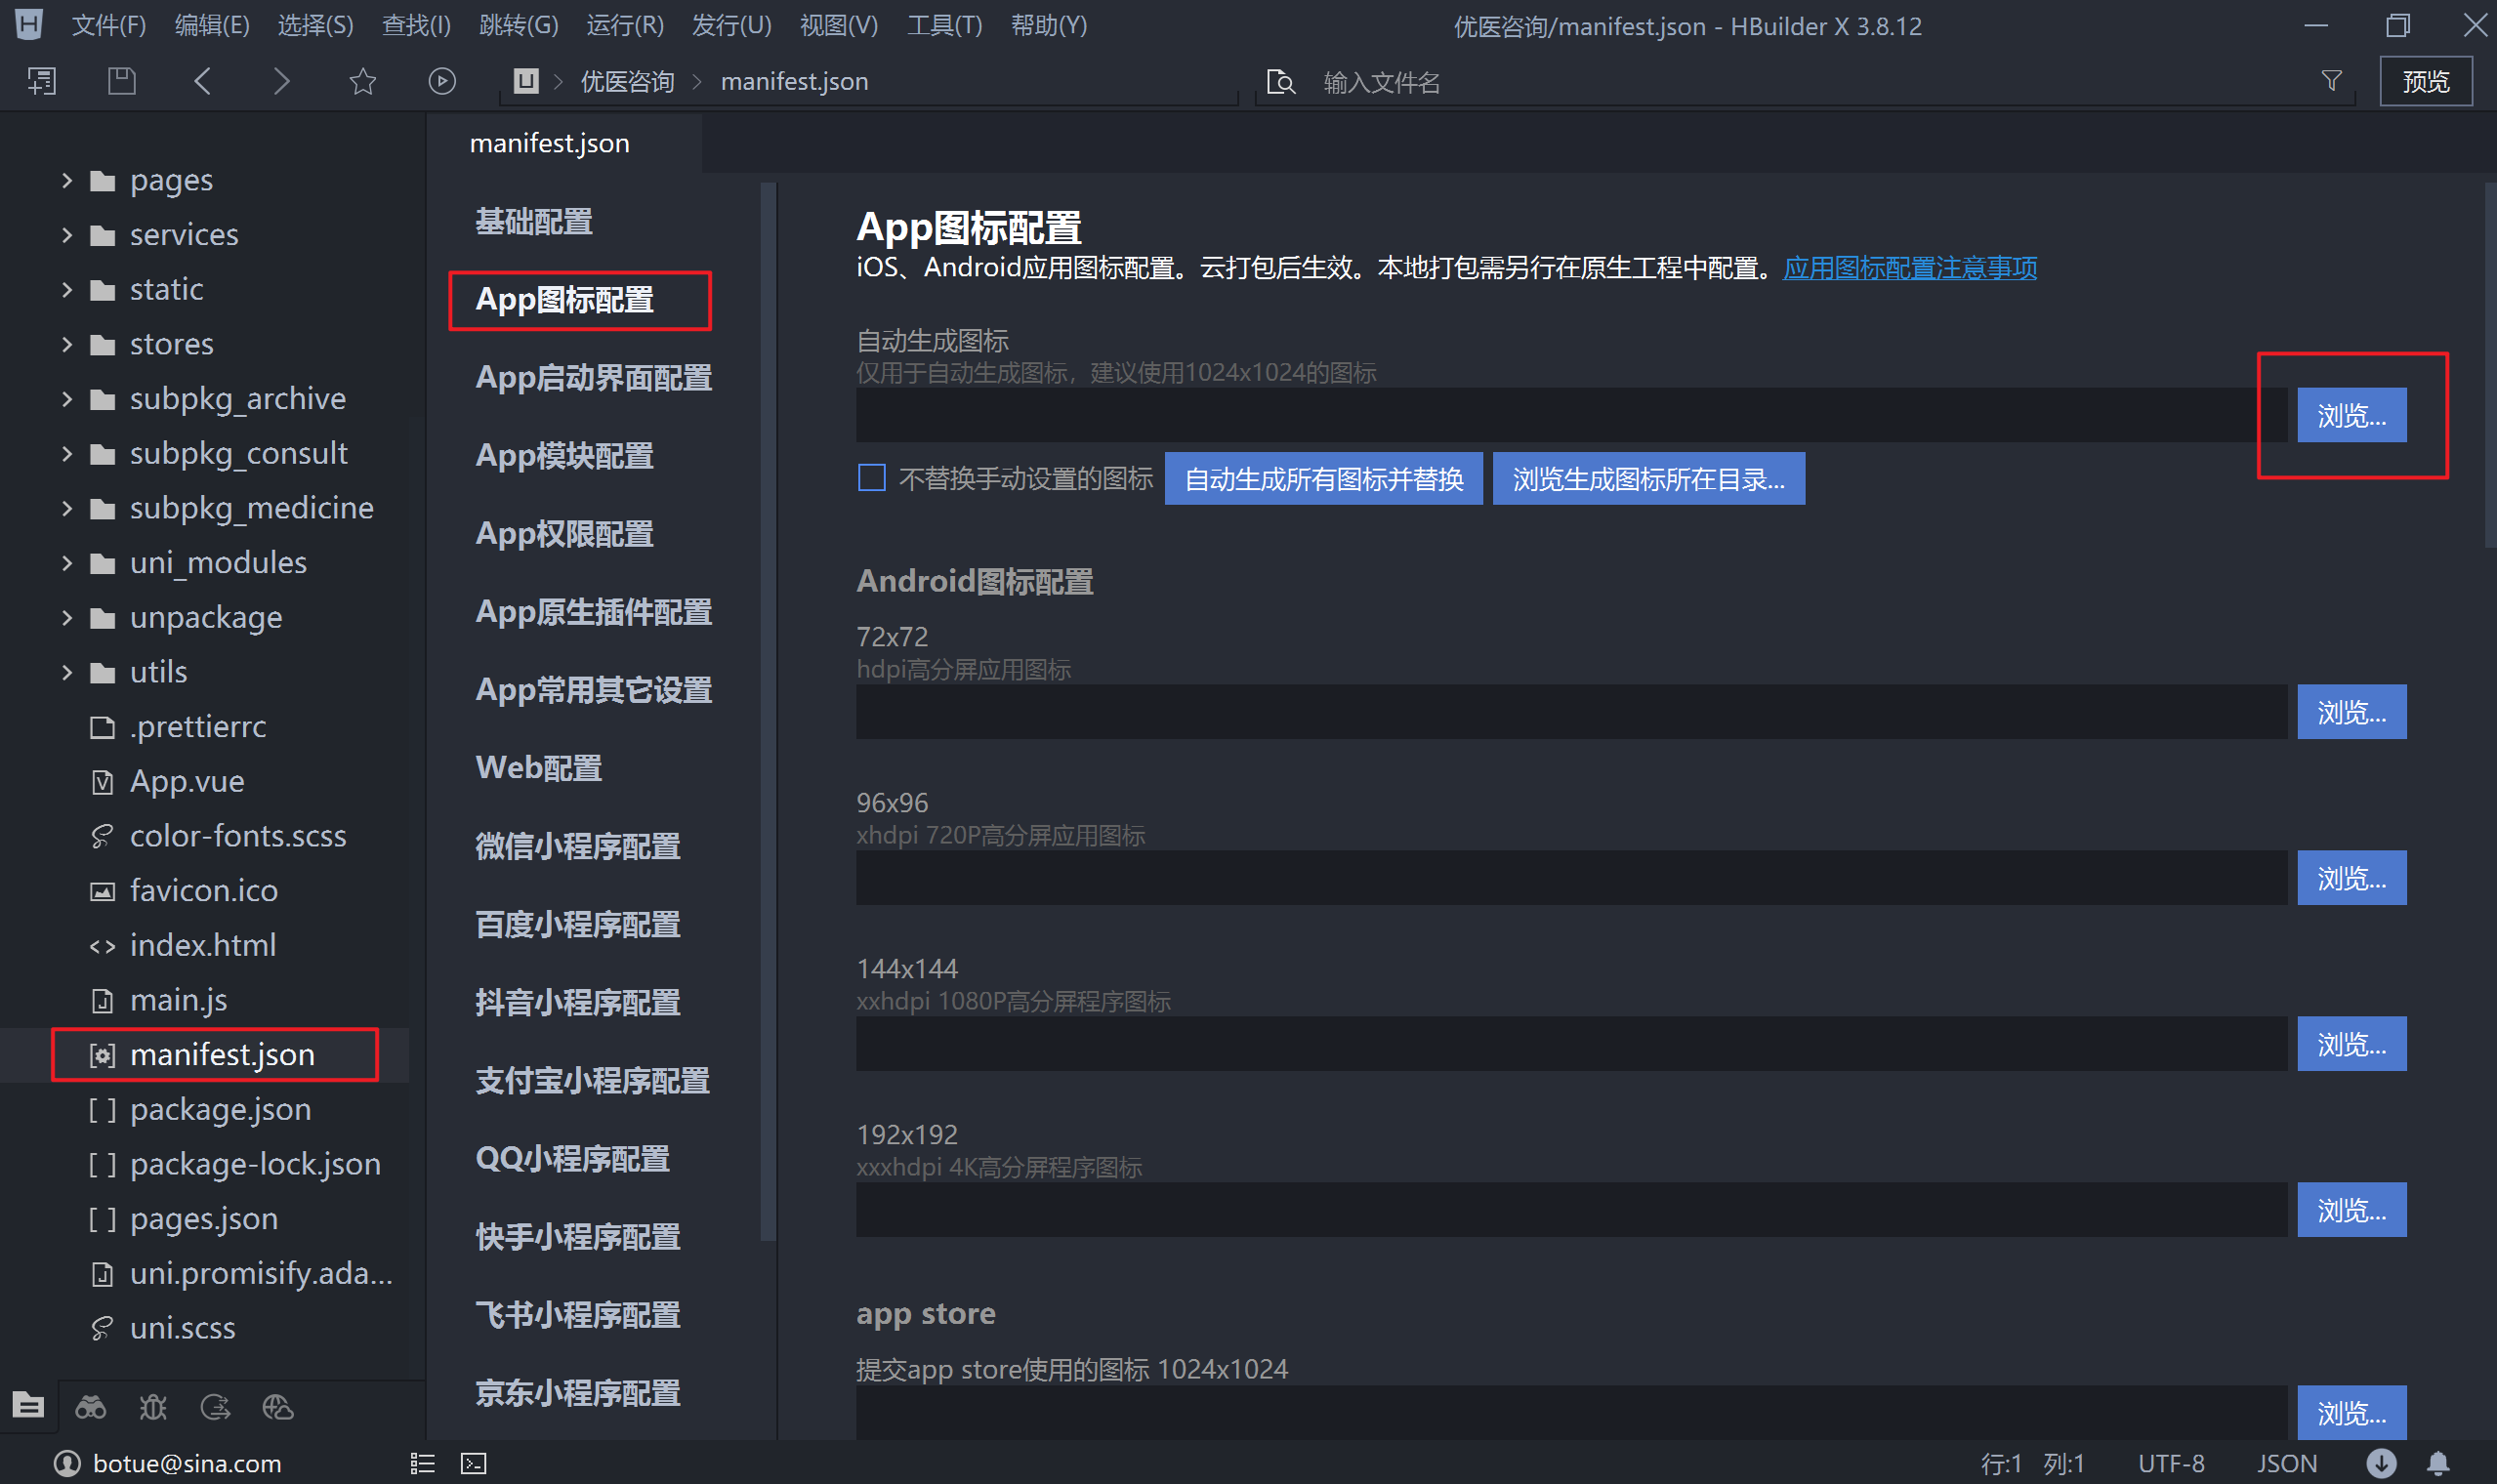 文件(F) 编辑(E) 选择(S) 查找(I) 跳转(G) 运行(R) 发行(U) 视图(V) 工具(T) 帮助(Y) 优医咨询/manifest.json - HBuilder X 3.8.12
优医咨询 manifest.json 输入文件名 预览
pages
services
static
stores
subpkg_archive
subpkg_consult
subpkg_medicine
uni_modules
unpackage
utils
.prettierrc
App.vue
color-fonts.scss
favicon.ico
index.html
main.js
manifest.json
package.json
package-lock.json
pages.json
uni.promisify.ada...
uni.scss
manifest.json
基础配置
App图标配置
App启动界面配置
App模块配置
App权限配置
App原生插件配置
App常用其它设置
Web配置
微信小程序配置
百度小程序配置
抖音小程序配置
支付宝小程序配置
QQ小程序配置
快手小程序配置
飞书小程序配置
京东小程序配置
App图标配置
iOS、Android应用图标配置。云打包后生效。本地打包需另行在原生工程中配置。应用图标配置注意事项
自动生成图标
仅用于自动生成图标，建议使用1024x1024的图标
浏览...
不替换手动设置的图标 自动生成所有图标并替换 浏览生成图标所在目录...
Android图标配置
72x72
hdpi高分屏应用图标
浏览...
96x96
xhdpi 720P高分屏应用图标
浏览...
144x144
xxhdpi 1080P高分屏程序图标
浏览...
192x192
xxxhdpi 4K高分屏程序图标
浏览...
app store
提交app store使用的图标 1024x1024
浏览...
botue@sina.com 行:1 列:1 UTF-8 JSON